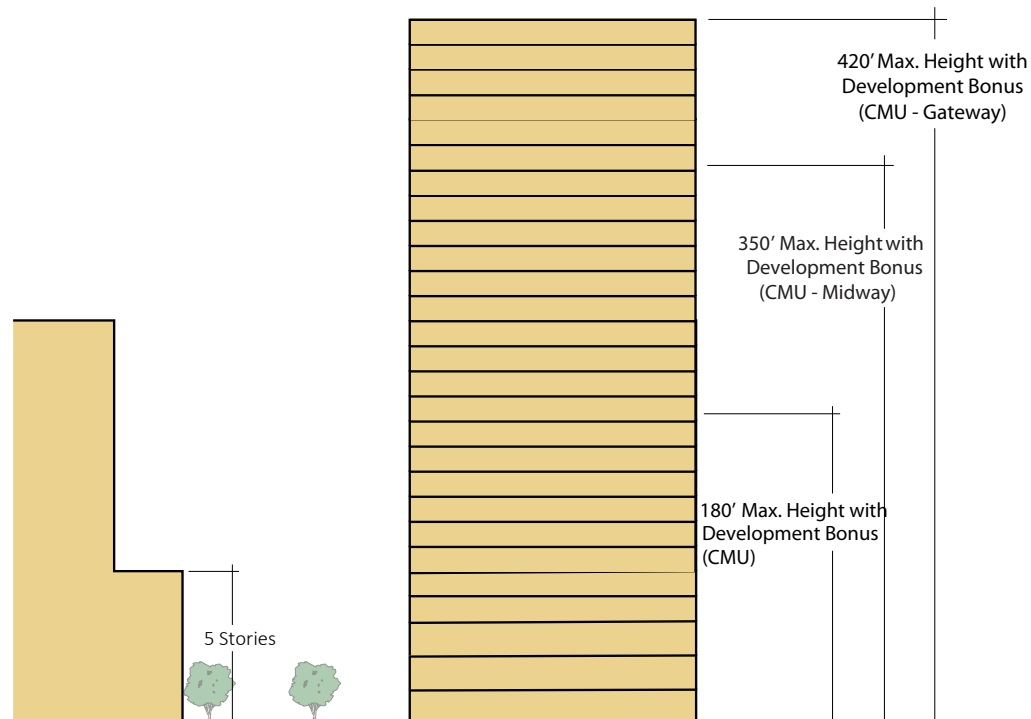 420’ Max. Height with
Development Bonus
(CMU - Gateway)
350’ Max. Height with
Development Bonus
(CMU - Midway)
180’ Max. Height with
Development Bonus
(CMU)
5 Stories